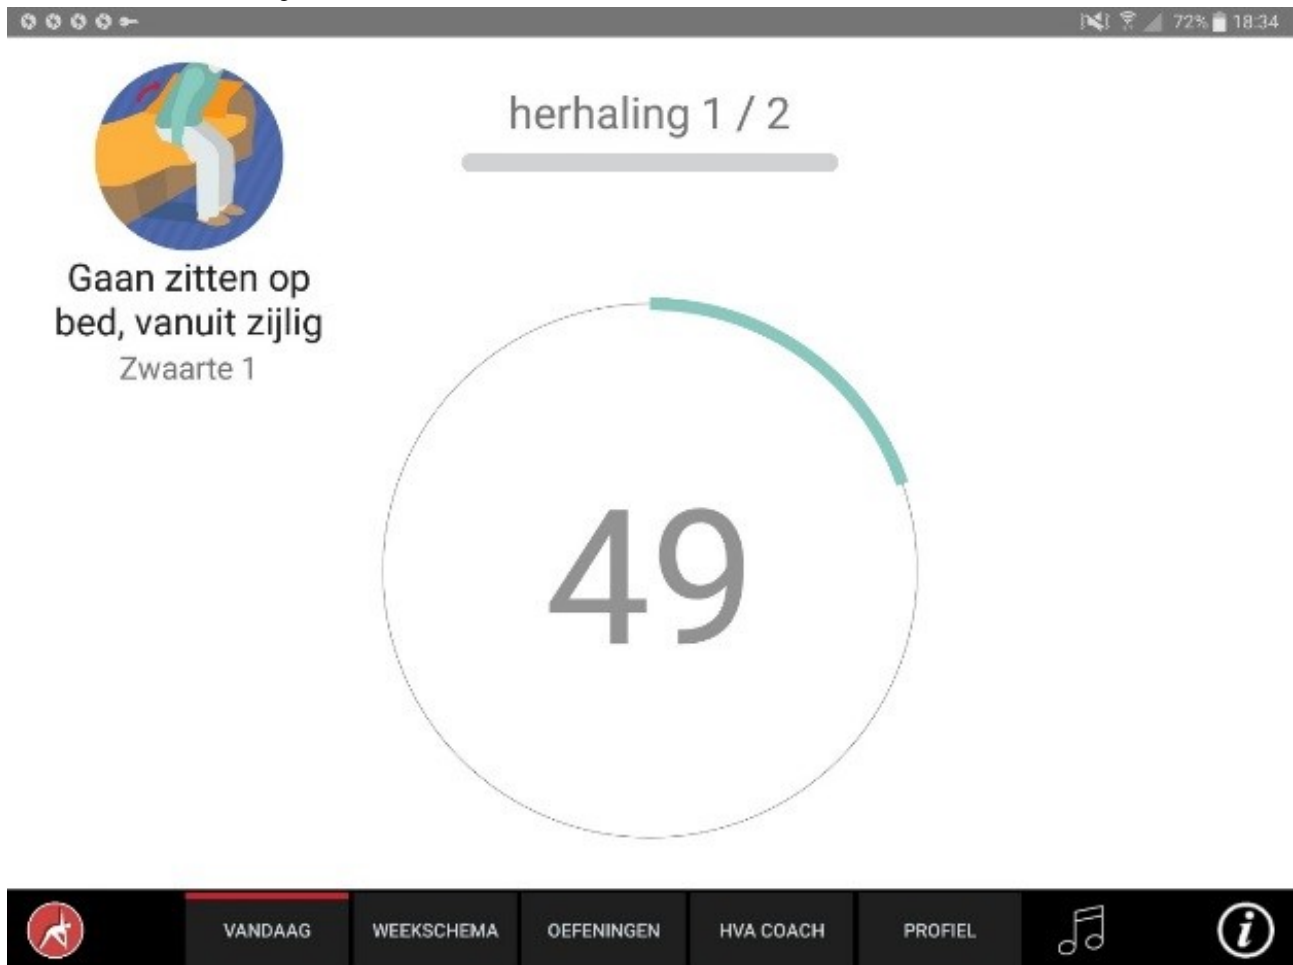 72% 18:34
herhaling 1 / 2
Gaan zitten op
bed, vanuit zijlig
Zwaarte 1
49
VANDAAG WEEKSCHEMA OEFENINGEN HVA COACH PROFIEL i